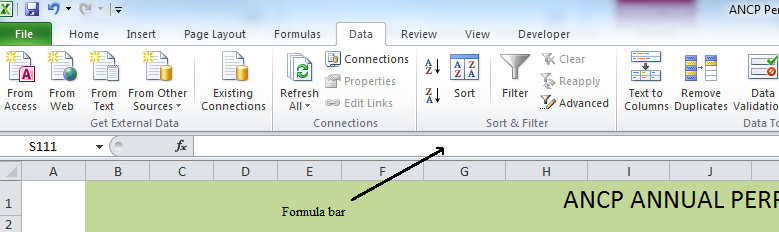 ANCP Per
File Home Insert Page Layout Formulas Data Review View Developer
From Access
From Web
From Text
From Other Sources
Existing Connections
Refresh All
Connections
Properties
Edit Links
A Z
Z A
A Z Z A
Sort
Filter
Clear
Reapply
Advanced
Text to Columns
Remove Duplicates
Data Validation
Get External Data Connections Sort & Filter Data To
S111 fx
A B C D E F G H I J
1 ANCP ANNUAL PERF
Formula bar
2